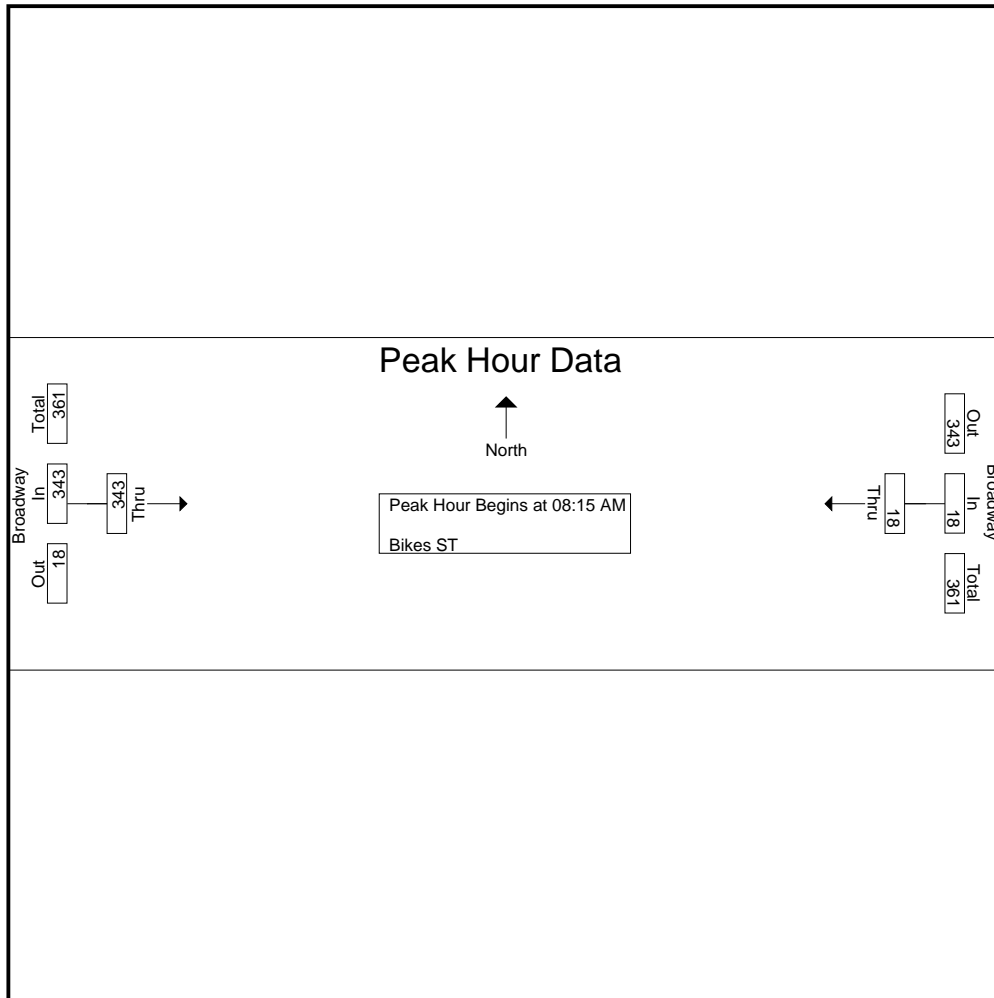 Peak Hour Data
North
Peak Hour Begins at 08:15 AM
Bikes ST
Broadway
Out
In
Total
18
343
361
343
Thru
Broadway
Out
In
Total
343
18
361
18
Thru